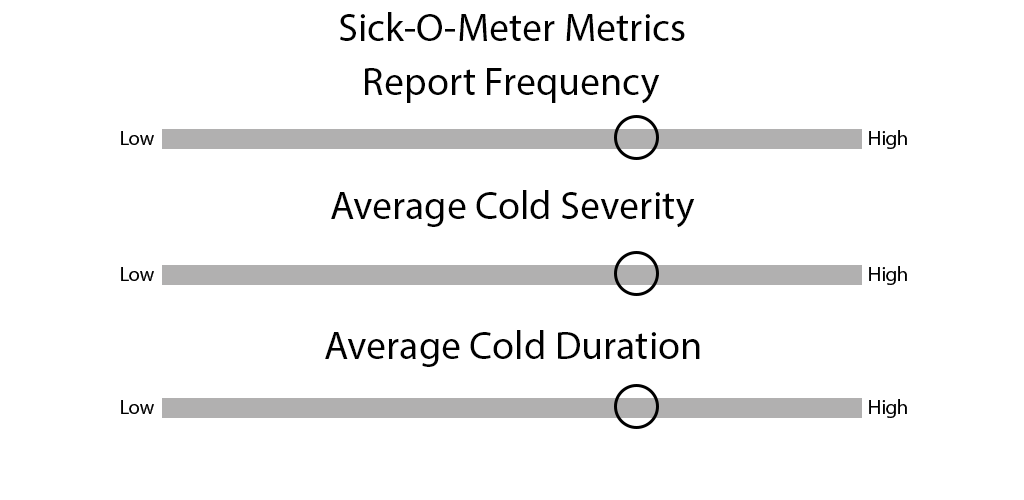 Sick-O-Meter Metrics
Report Frequency
Low High
Average Cold Severity
Low High
Average Cold Duration
Low High